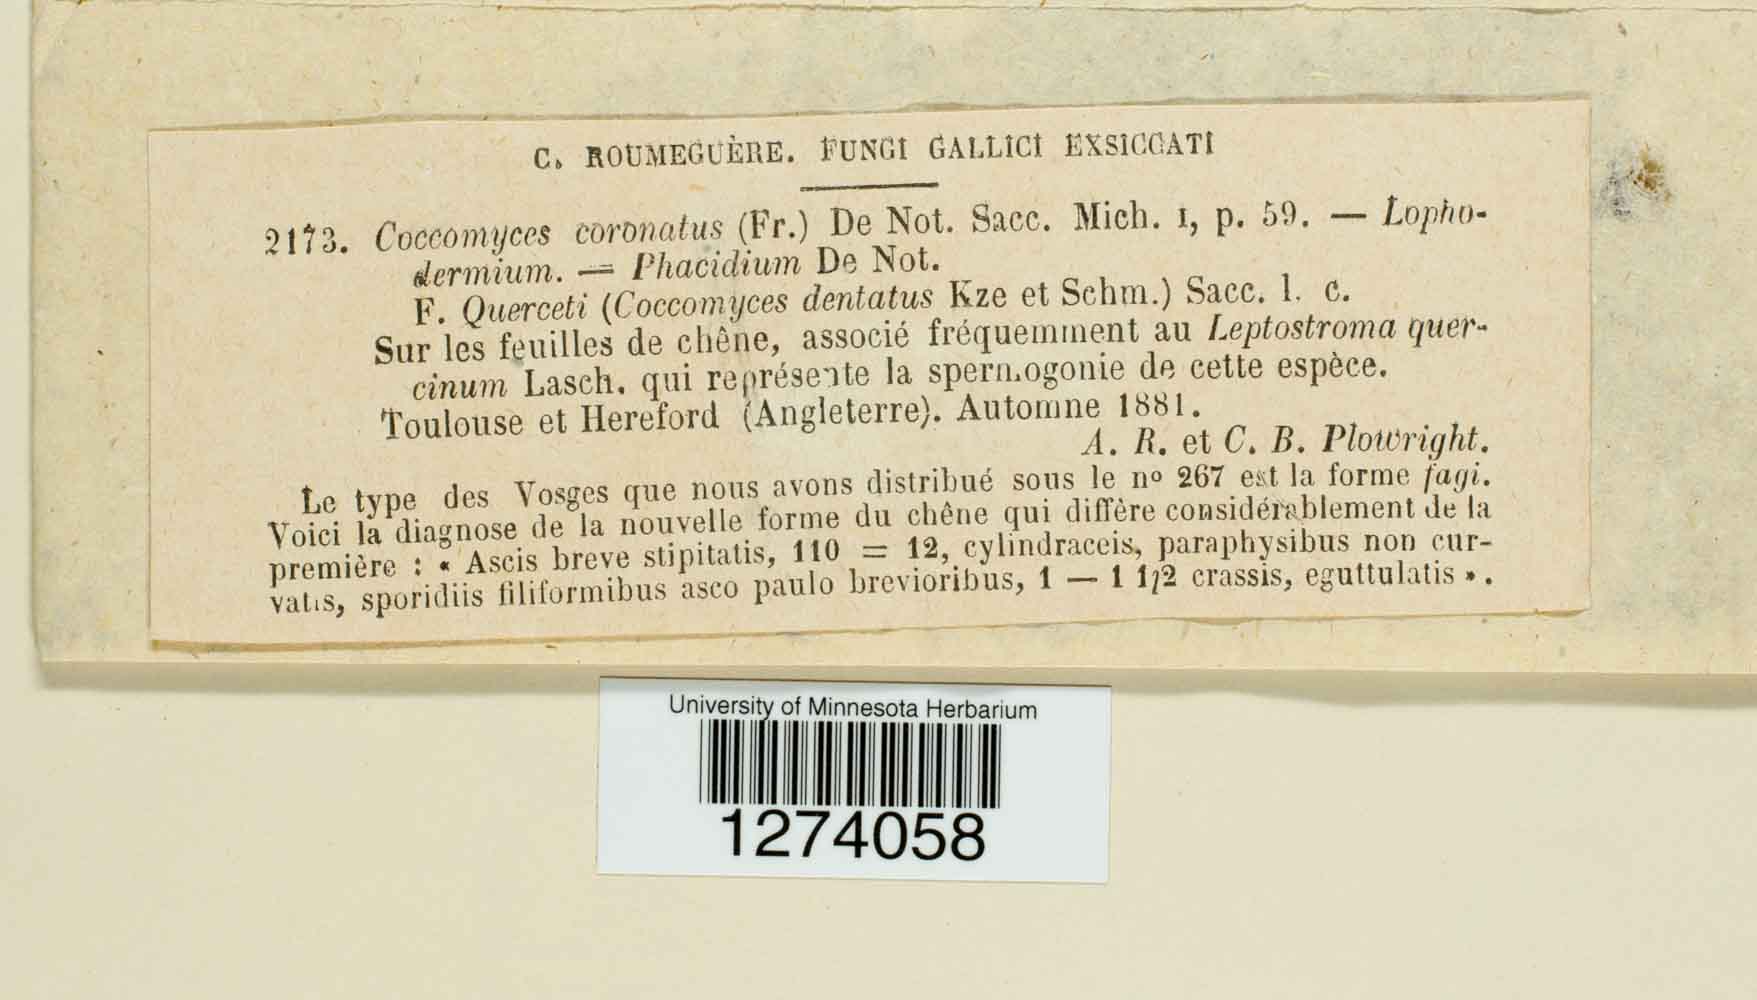 C. ROUMEGUÈRE. FUNGI GALLICI EXSICCATI
2173. Coccomyces coronatus (Fr.) De Not. Sacc. Mich. I, p. 59. — Lopho-
dermium. — Phacidium De Not.
F. Querceti (Coccomyces dentatus Kze et Schm.) Sacc. l. c.
Sur les feuilles de chêne, associé fréquemment au Leptostroma quer-
cinum Lasch. qui représente la spermogonie de cette espèce.
Toulouse et Hereford (Angleterre). Automne 1881.
A. R. et C. B. Plowright.
Le type des Vosges que nous avons distribué sous le nº 267 est la forme fagi.
Voici la diagnose de la nouvelle forme du chêne qui diffère considérablement de la
première : « Ascis breve stipitatis, 110 = 12, cylindraceis, paraphysibus non cur-
vatis, sporidiis filiformibus asco paulo brevioribus, 1 — 1 1/2 crassis, eguttulatis ».
University of Minnesota Herbarium
1274058